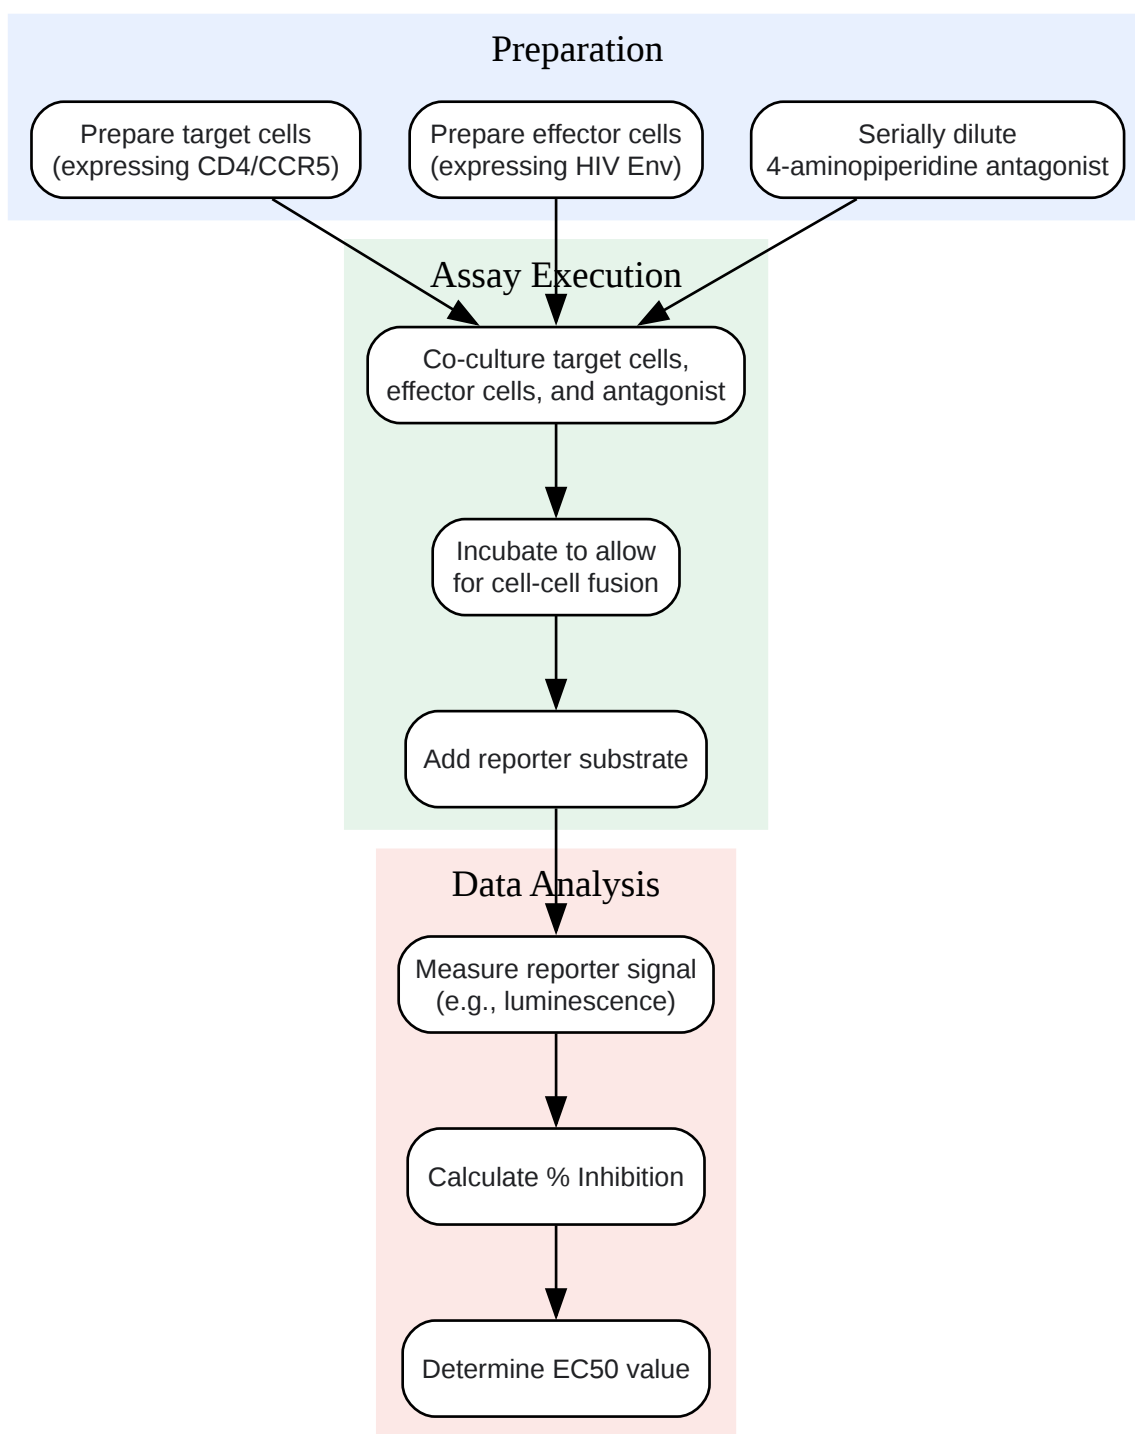 Preparation
Prepare target cells
(expressing CD4/CCR5)
Prepare effector cells
(expressing HIV Env)
Serially dilute
4-aminopiperidine antagonist
Assay Execution
Co-culture target cells,
effector cells, and antagonist
Incubate to allow
for cell-cell fusion
Add reporter substrate
Data Analysis
Measure reporter signal
(e.g., luminescence)
Calculate % Inhibition
Determine EC50 value